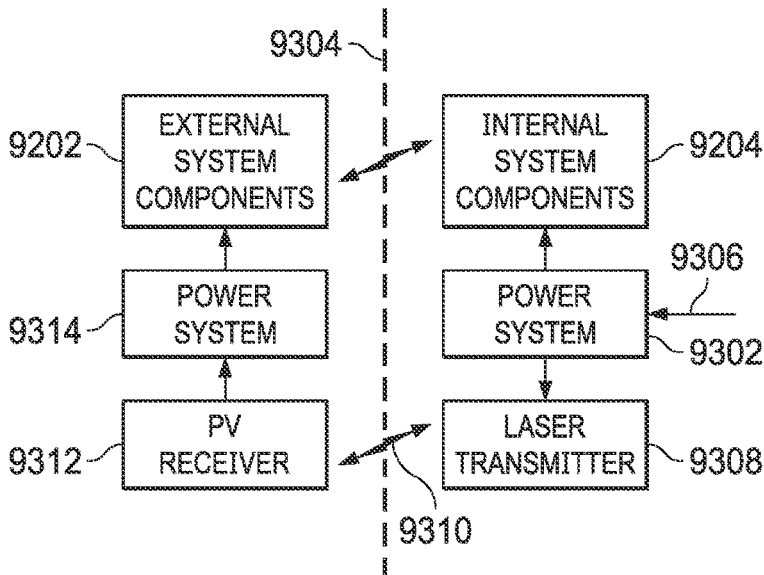 9304
9202
EXTERNAL
SYSTEM
COMPONENTS
INTERNAL
SYSTEM
COMPONENTS
9204
9306
9314
POWER
SYSTEM
POWER
SYSTEM
9302
9312
PV
RECEIVER
LASER
TRANSMITTER
9308
9310